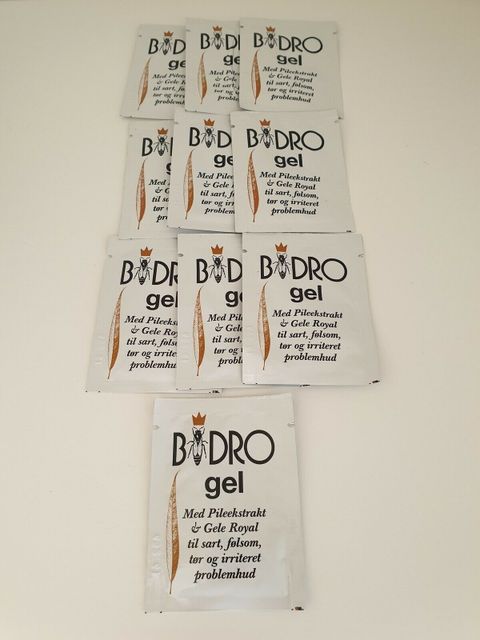 BIDRO
gel
Med Pileekstrakt
& Gele Royal
til sart, følsom,
tør og irriteret
problemhud
BIDRO
gel
Med Pileekstrakt
& Gele Royal
til sart, følsom,
tør og irriteret
problemhud
BIDRO
gel
Med Pileekstrakt
& Gele Royal
til sart, følsom,
tør og irriteret
problemhud
BIDRO
gel
Med Pileekstrakt
& Gele Royal
til sart, følsom,
tør og irriteret
problemhud